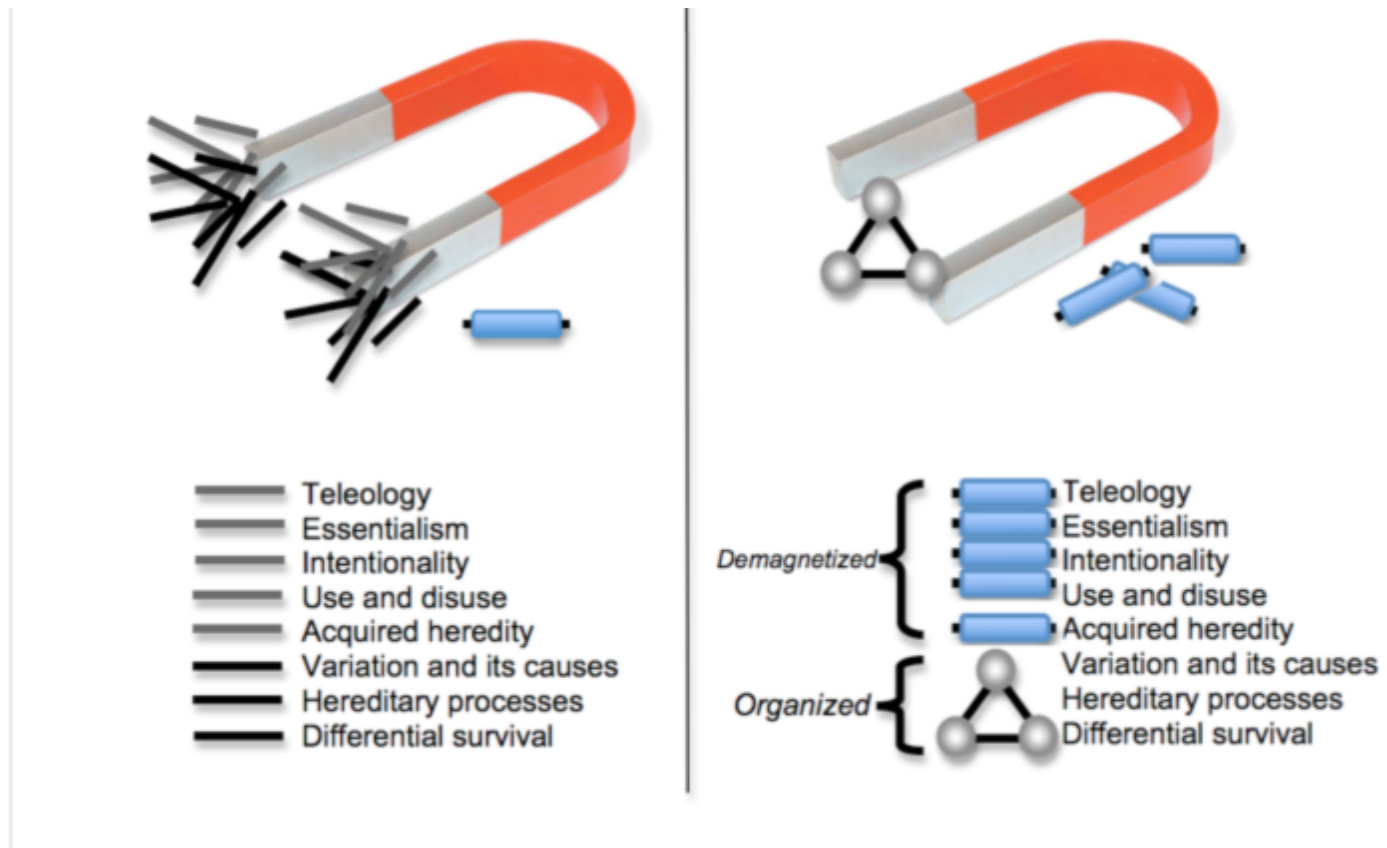 Teleology
Essentialism
Intentionality
Use and disuse
Acquired heredity
Variation and its causes
Hereditary processes
Differential survival
Demagnetized
Teleology
Essentialism
Intentionality
Use and disuse
Acquired heredity
Organized
Variation and its causes
Hereditary processes
Differential survival